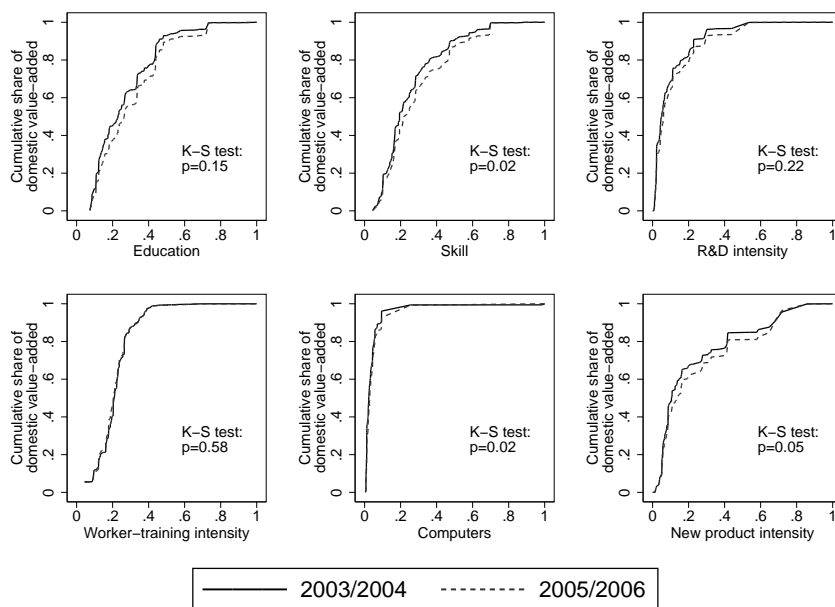 Cumulative share of
domestic value−added
0 .2 .4 .6 .8 1
K−S test:
p=0.15
0 .2 .4 .6 .8 1
Education
Cumulative share of
domestic value−added
0 .2 .4 .6 .8 1
K−S test:
p=0.02
0 .2 .4 .6 .8 1
Skill
Cumulative share of
domestic value−added
0 .2 .4 .6 .8 1
K−S test:
p=0.22
0 .2 .4 .6 .8 1
R&D intensity
Cumulative share of
domestic value−added
0 .2 .4 .6 .8 1
K−S test:
p=0.58
0 .2 .4 .6 .8 1
Worker−training intensity
Cumulative share of
domestic value−added
0 .2 .4 .6 .8 1
K−S test:
p=0.02
0 .2 .4 .6 .8 1
Computers
Cumulative share of
domestic value−added
0 .2 .4 .6 .8 1
K−S test:
p=0.05
0 .2 .4 .6 .8 1
New product intensity
2003/2004 2005/2006